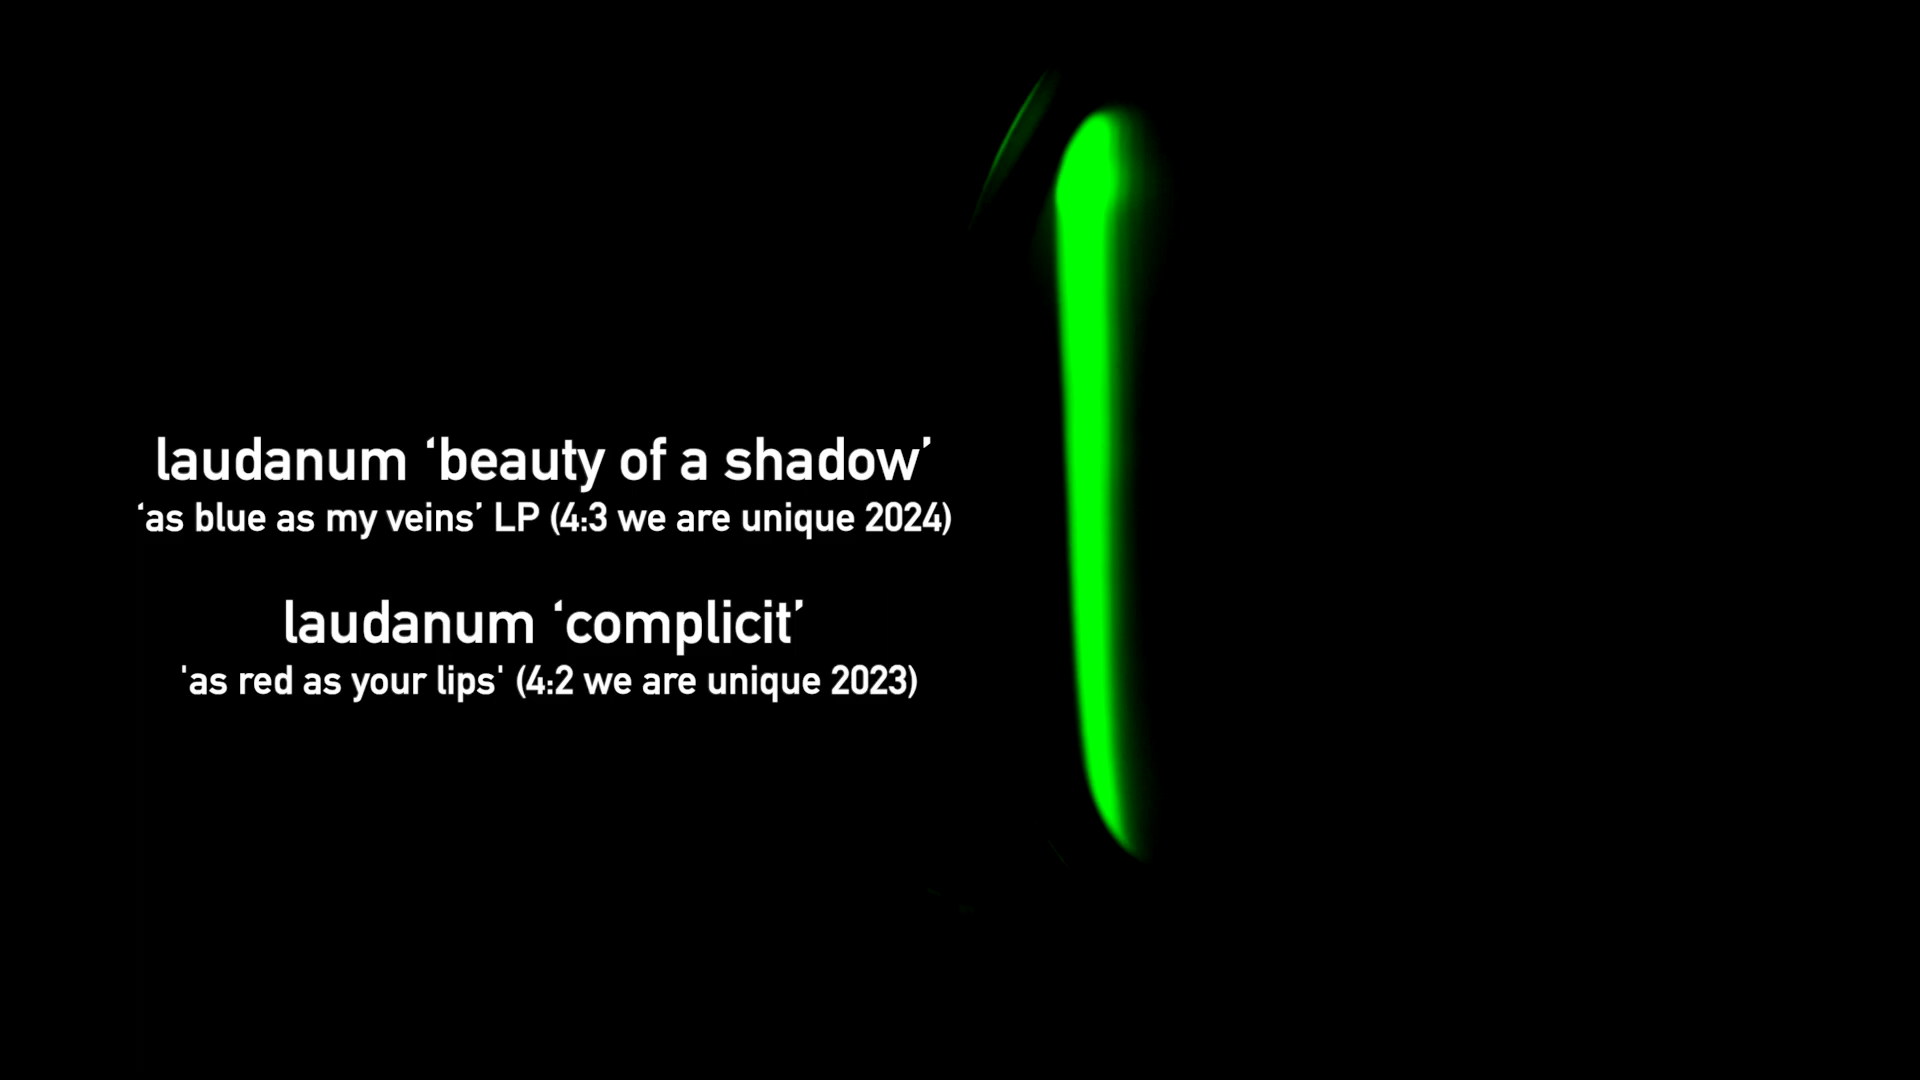 laudanum ‘beauty of a shadow’
‘as blue as my veins’ LP (4:3 we are unique 2024)
laudanum ‘complicit’
'as red as your lips' (4:2 we are unique 2023)